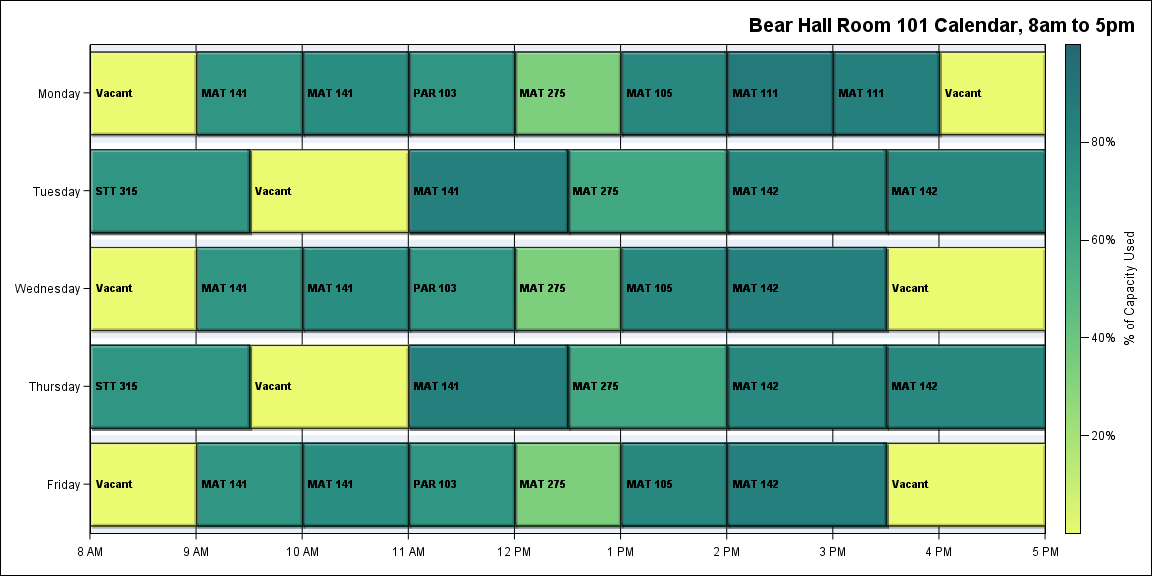 Bear Hall Room 101 Calendar, 8am to 5pm
Monday
Vacant
MAT 141
MAT 141
PAR 103
MAT 275
MAT 105
MAT 111
MAT 111
Vacant
Tuesday
STT 315
Vacant
MAT 141
MAT 275
MAT 142
MAT 142
Wednesday
Vacant
MAT 141
MAT 141
PAR 103
MAT 275
MAT 105
MAT 142
Vacant
Thursday
STT 315
Vacant
MAT 141
MAT 275
MAT 142
MAT 142
Friday
Vacant
MAT 141
MAT 141
PAR 103
MAT 275
MAT 105
MAT 142
Vacant
8 AM
9 AM
10 AM
11 AM
12 PM
1 PM
2 PM
3 PM
4 PM
5 PM
80%
60%
40%
20%
% of Capacity Used